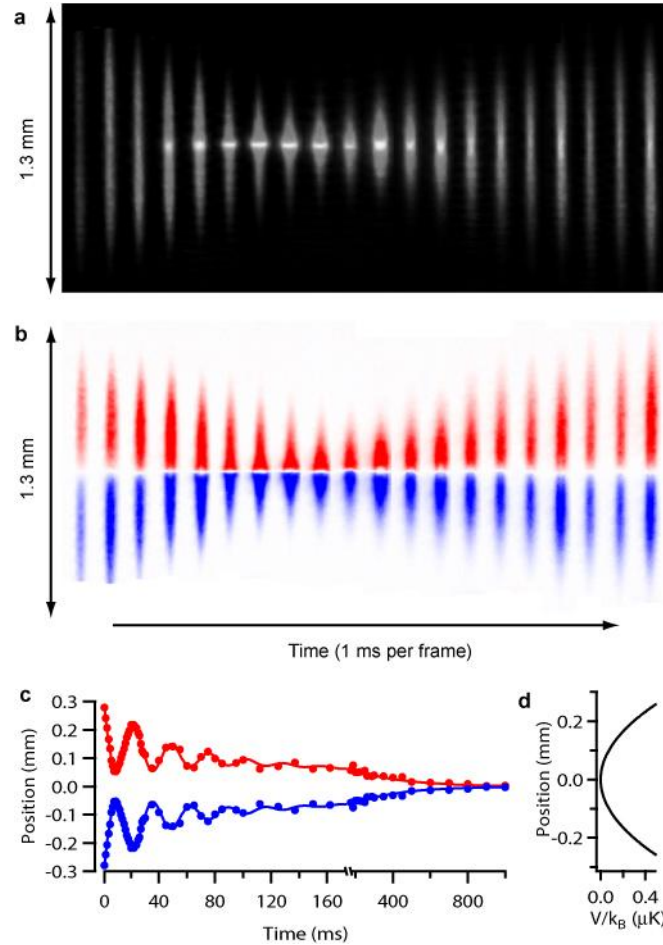 a
1.3 mm
b
1.3 mm
Time (1 ms per frame)
c
d
0.3
0.2
0.1
0.0
-0.1
-0.2
-0.3
Position (mm)
0
40
80
120
160
400
800
Time (ms)
0.2
0.0
-0.2
Position (mm)
0.0
0.4
V/kB (μK)